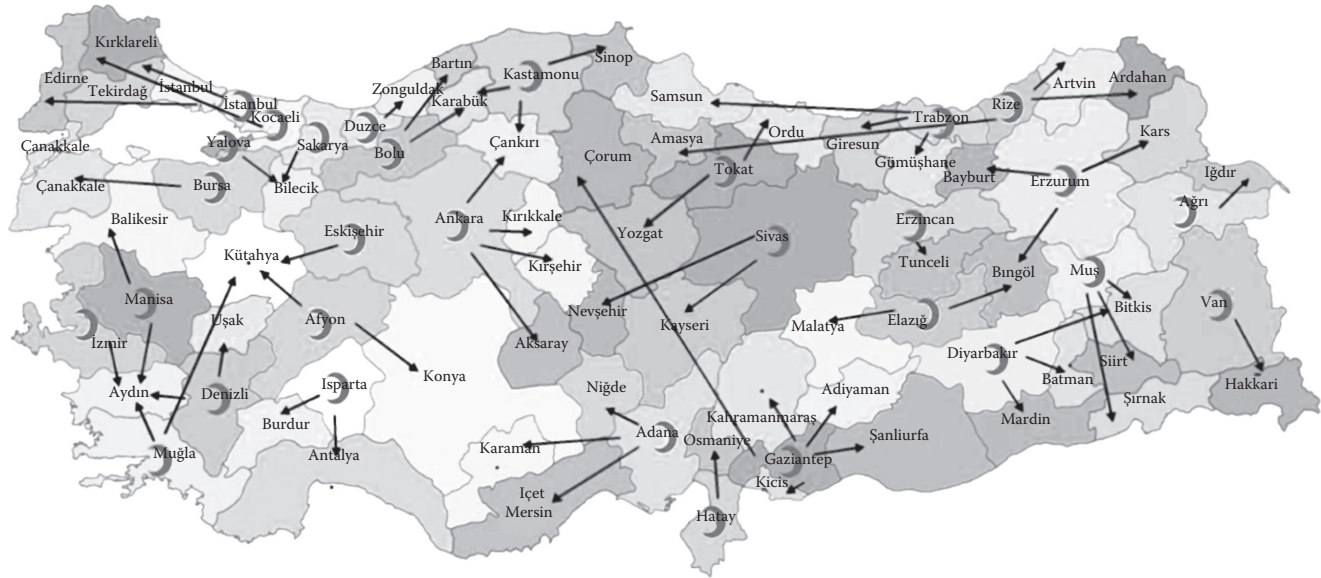 Kırklareli
Edirne
Tekirdağ
İstanbul
İstanbul
Kocaeli
Çanakkale
Yalova
Sakarya
Duzce
Zonguldak
Bartın
Karabük
Kastamonu
Sinop
Bolu
Çankırı
Samsun
Amasya
Ordu
Giresun
Trabzon
Gümüşhane
Rize
Artvin
Ardahan
Kars
Çanakkale
Bursa
Bilecik
Çorum
Tokat
Bayburt
Erzurum
Iğdır
Ağrı
Balikesir
Kütahya
Eskişehir
Ankara
Kırıkkale
Kırşehir
Yozgat
Sivas
Erzincan
Tunceli
Bıngöl
Muş
Bitkis
Van
Manisa
Uşak
Afyon
İzmir
Nevşehir
Kayseri
Malatya
Elazığ
Aksaray
Diyarbakır
Batman
Siirt
Hakkari
Şırnak
Mardin
Aydın
Denizli
Isparta
Konya
Niğde
Adiyaman
Burdur
Kahramanmaraş
Muğla
Antalya
Karaman
Adana
Osmaniye
Gaziantep
Şanliurfa
Kicis
Içet
Mersin
Hatay